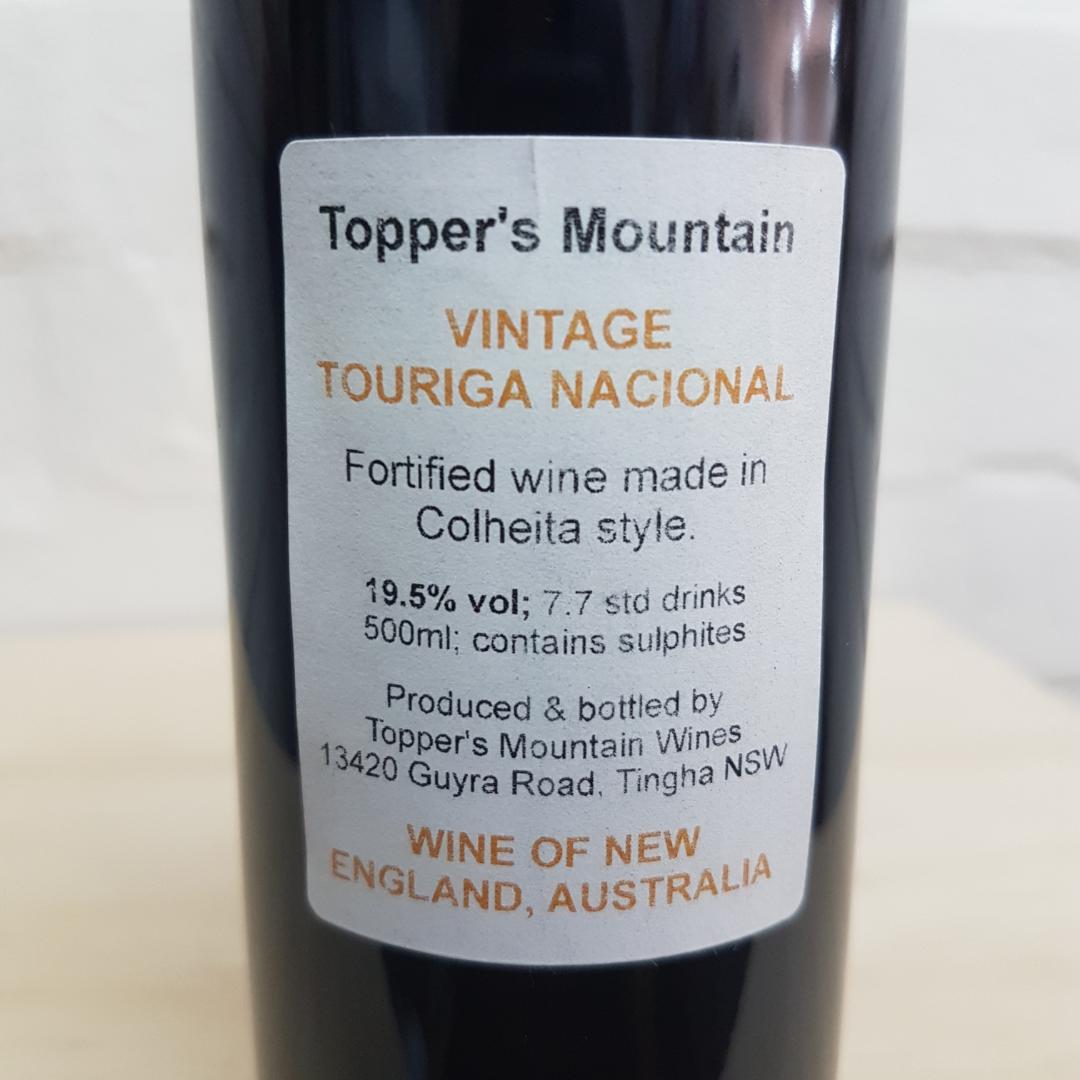 Topper's Mountain
VINTAGE
TOURIGA NACIONAL
Fortified wine made in
Colheita style.
19.5% vol; 7.7 std drinks
500ml; contains sulphites
Produced & bottled by
Topper's Mountain Wines
13420 Guyra Road, Tingha NSW
WINE OF NEW
ENGLAND, AUSTRALIA